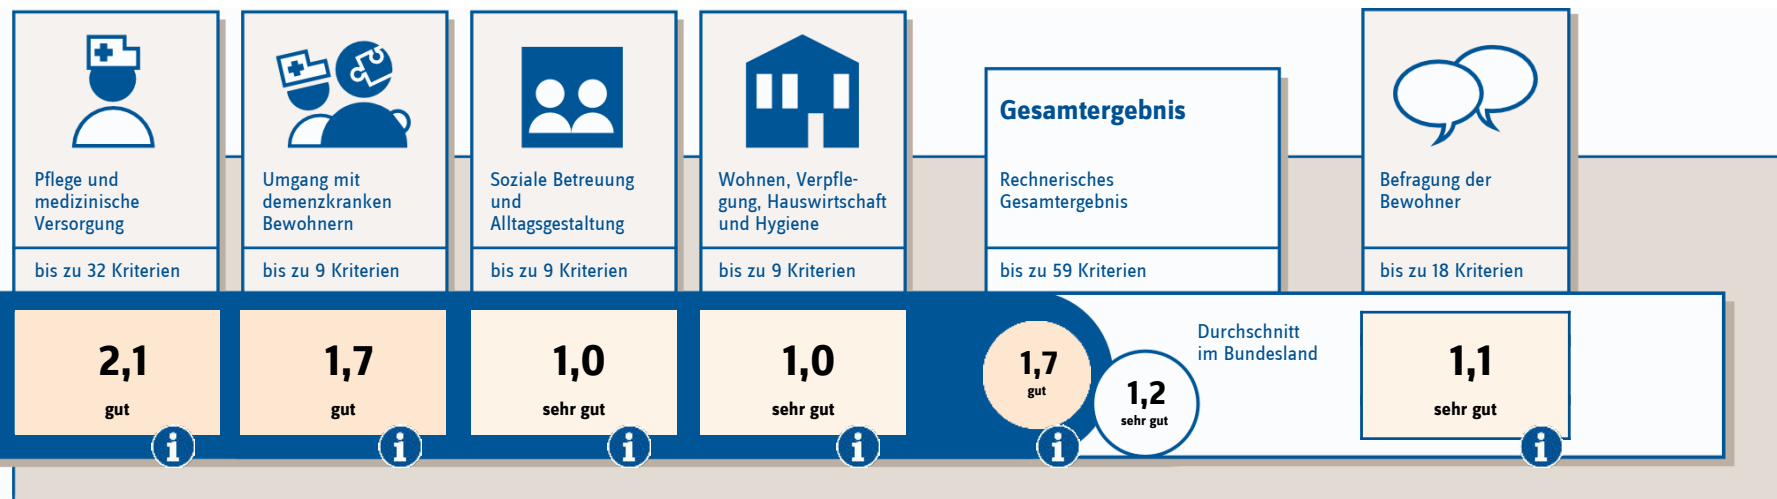 Pflege und
medizinische
Versorgung
bis zu 32 Kriterien
2,1
gut
Umgang mit
demenzkranken
Bewohnern
bis zu 9 Kriterien
1,7
gut
Soziale Betreuung
und
Alltagsgestaltung
bis zu 9 Kriterien
1,0
sehr gut
Wohnen, Verpfle-
gung, Hauswirtschaft
und Hygiene
bis zu 9 Kriterien
1,0
sehr gut
Gesamtergebnis
Rechnerisches
Gesamtergebnis
bis zu 59 Kriterien
1,7
gut
1,2
sehr gut
Durchschnitt
im Bundesland
Befragung der
Bewohner
bis zu 18 Kriterien
1,1
sehr gut